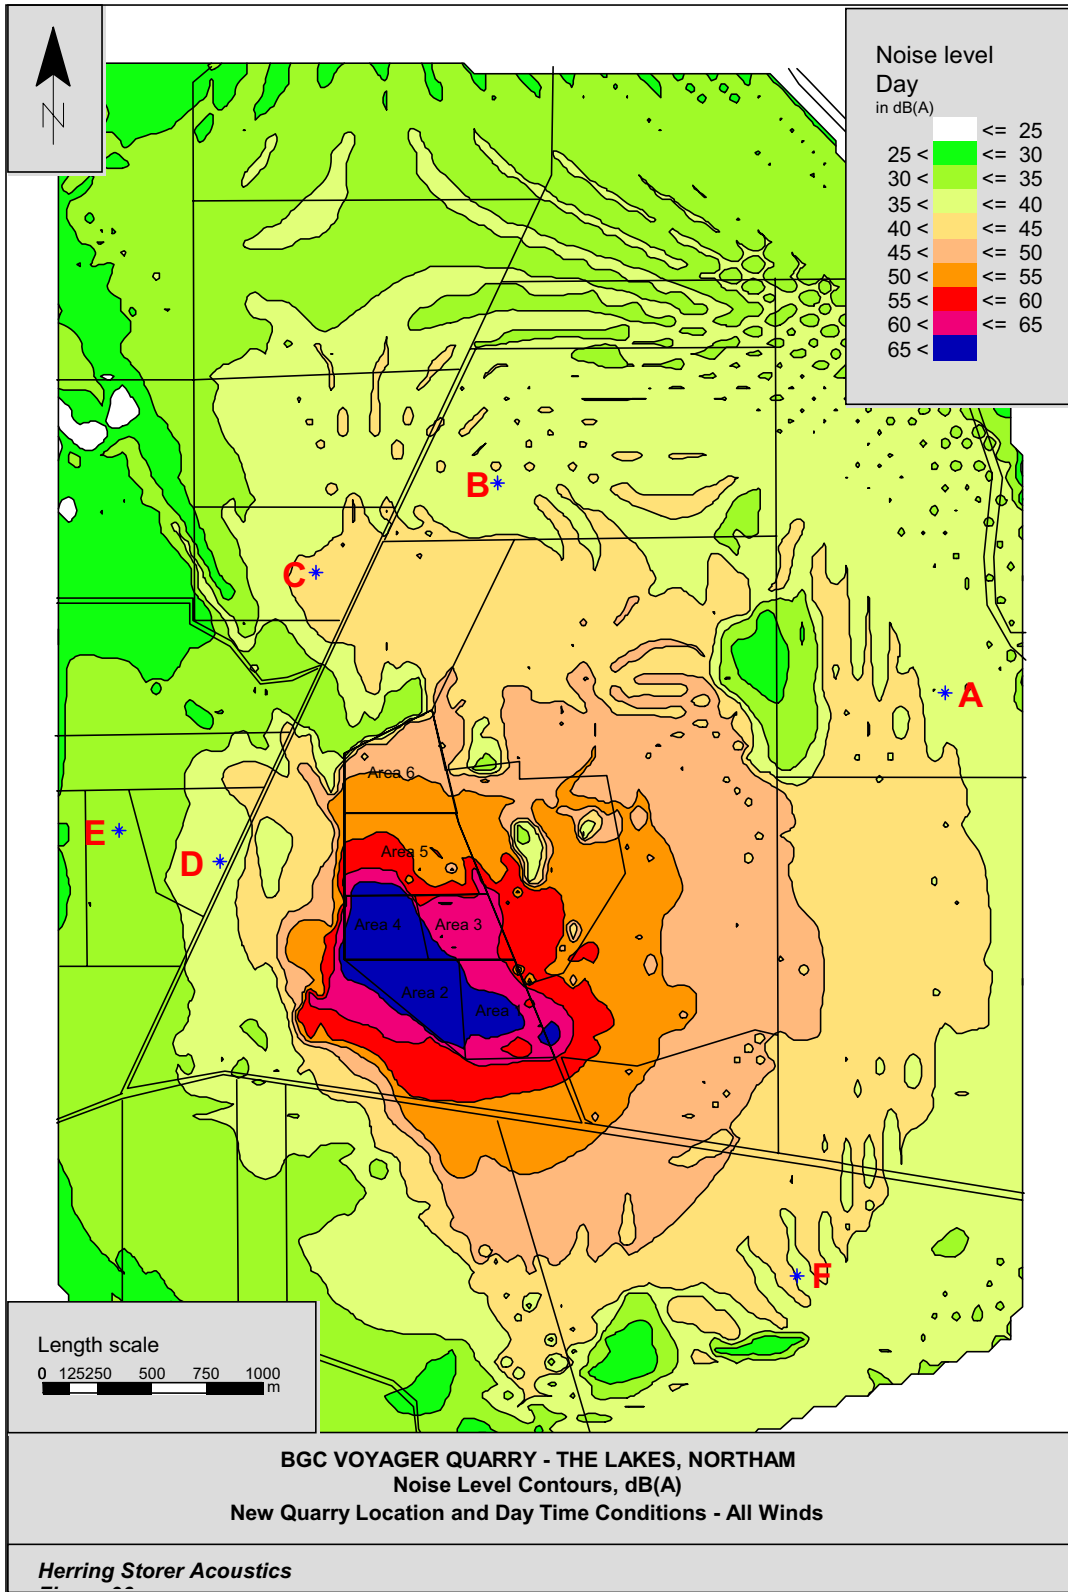 N
Noise level
Day
in dB(A)
<= 25
25 < <= 30
30 < <= 35
35 < <= 40
40 < <= 45
45 < <= 50
50 < <= 55
55 < <= 60
60 < <= 65
65 <
B
C
A
Area 6
E
D
Area 5
Area 4
Area 3
Area 2
Area 1
F
Length scale
0 125250 500 750 1000
m
BGC VOYAGER QUARRY - THE LAKES, NORTHAM
Noise Level Contours, dB(A)
New Quarry Location and Day Time Conditions - All Winds
Herring Storer Acoustics